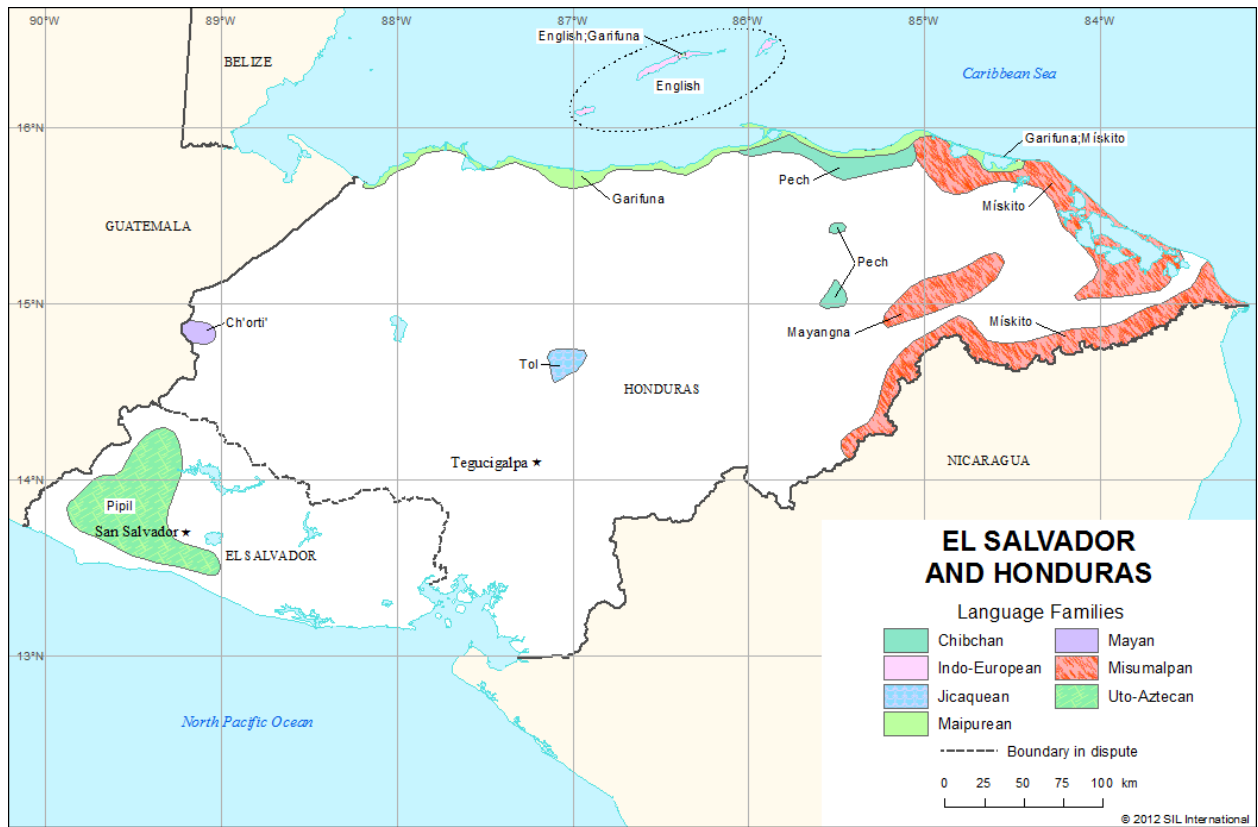 90°W
89°W
88°W
87°W
86°W
85°W
84°W
English;Garifuna
BELIZE
Caribbean Sea
English
16°N
Garifuna;Mískito
Pech
Garifuna
Mískito
GUATEMALA
Pech
15°N
Ch'orti'
Mayangna
Mískito
Tol
HONDURAS
Tegucigalpa
NICARAGUA
14°N
Pipil
San Salvador
EL SALVADOR
EL SALVADOR
AND HONDURAS
Language Families
Chibchan
Mayan
13°N
Indo-European
Misumalpan
Jicaquean
Uto-Aztecan
North Pacific Ocean
Maipurean
Boundary in dispute
0 25 50 75 100 km
© 2012 SIL International